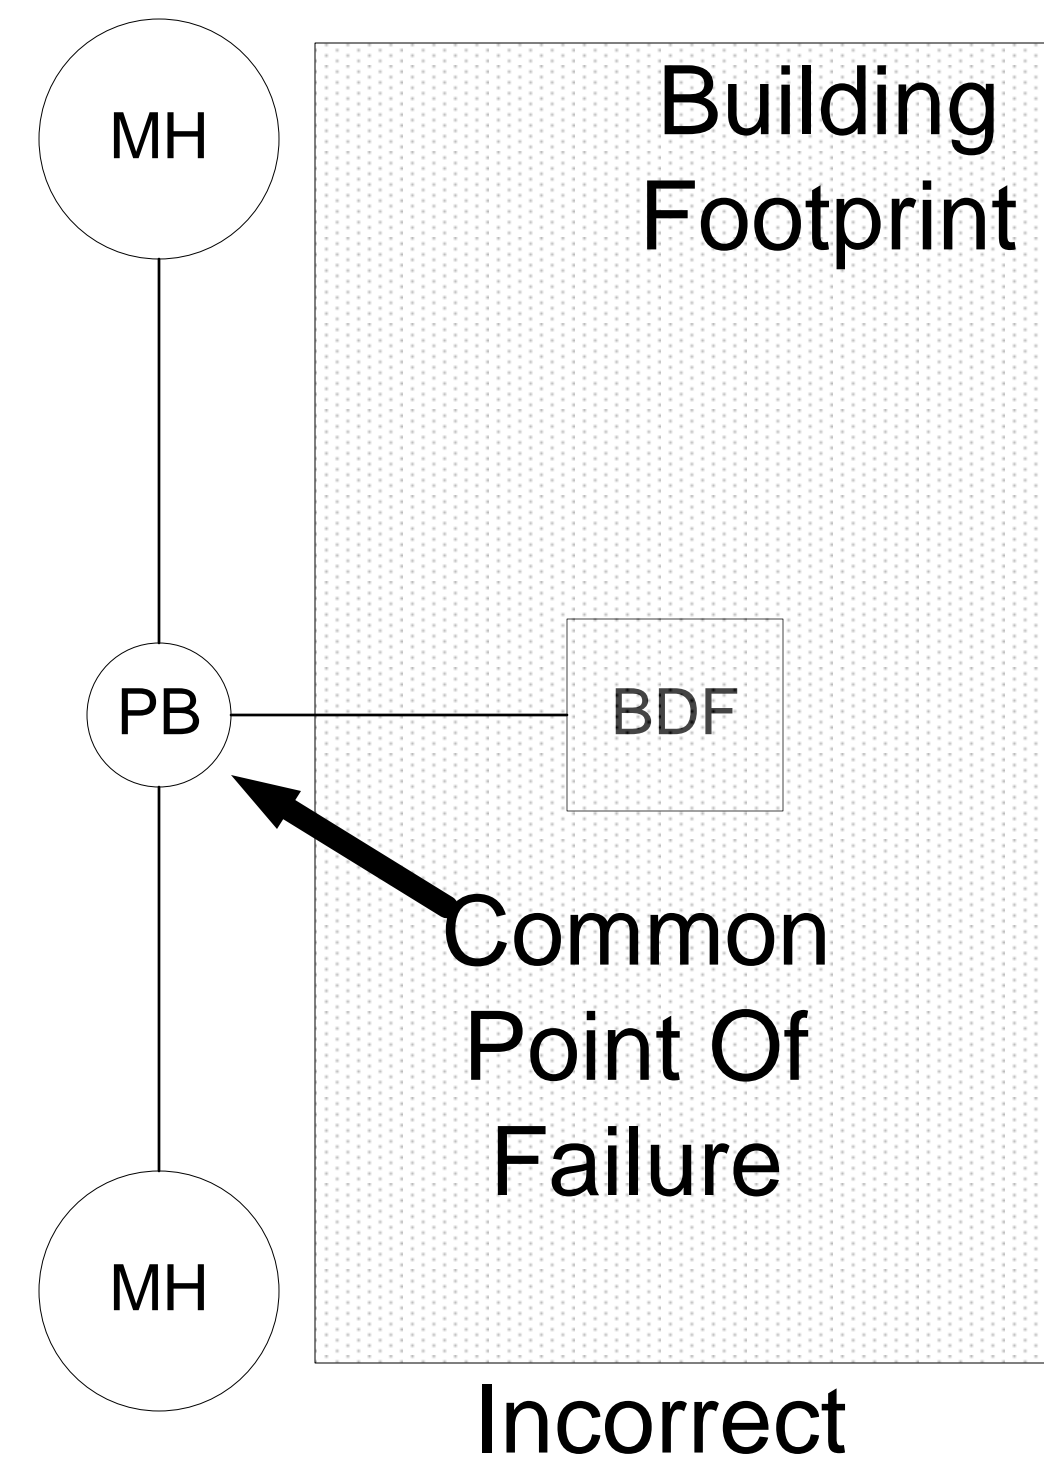 MH
Building
Footprint
PB
BDF
Common
Point Of
Failure
MH
Incorrect